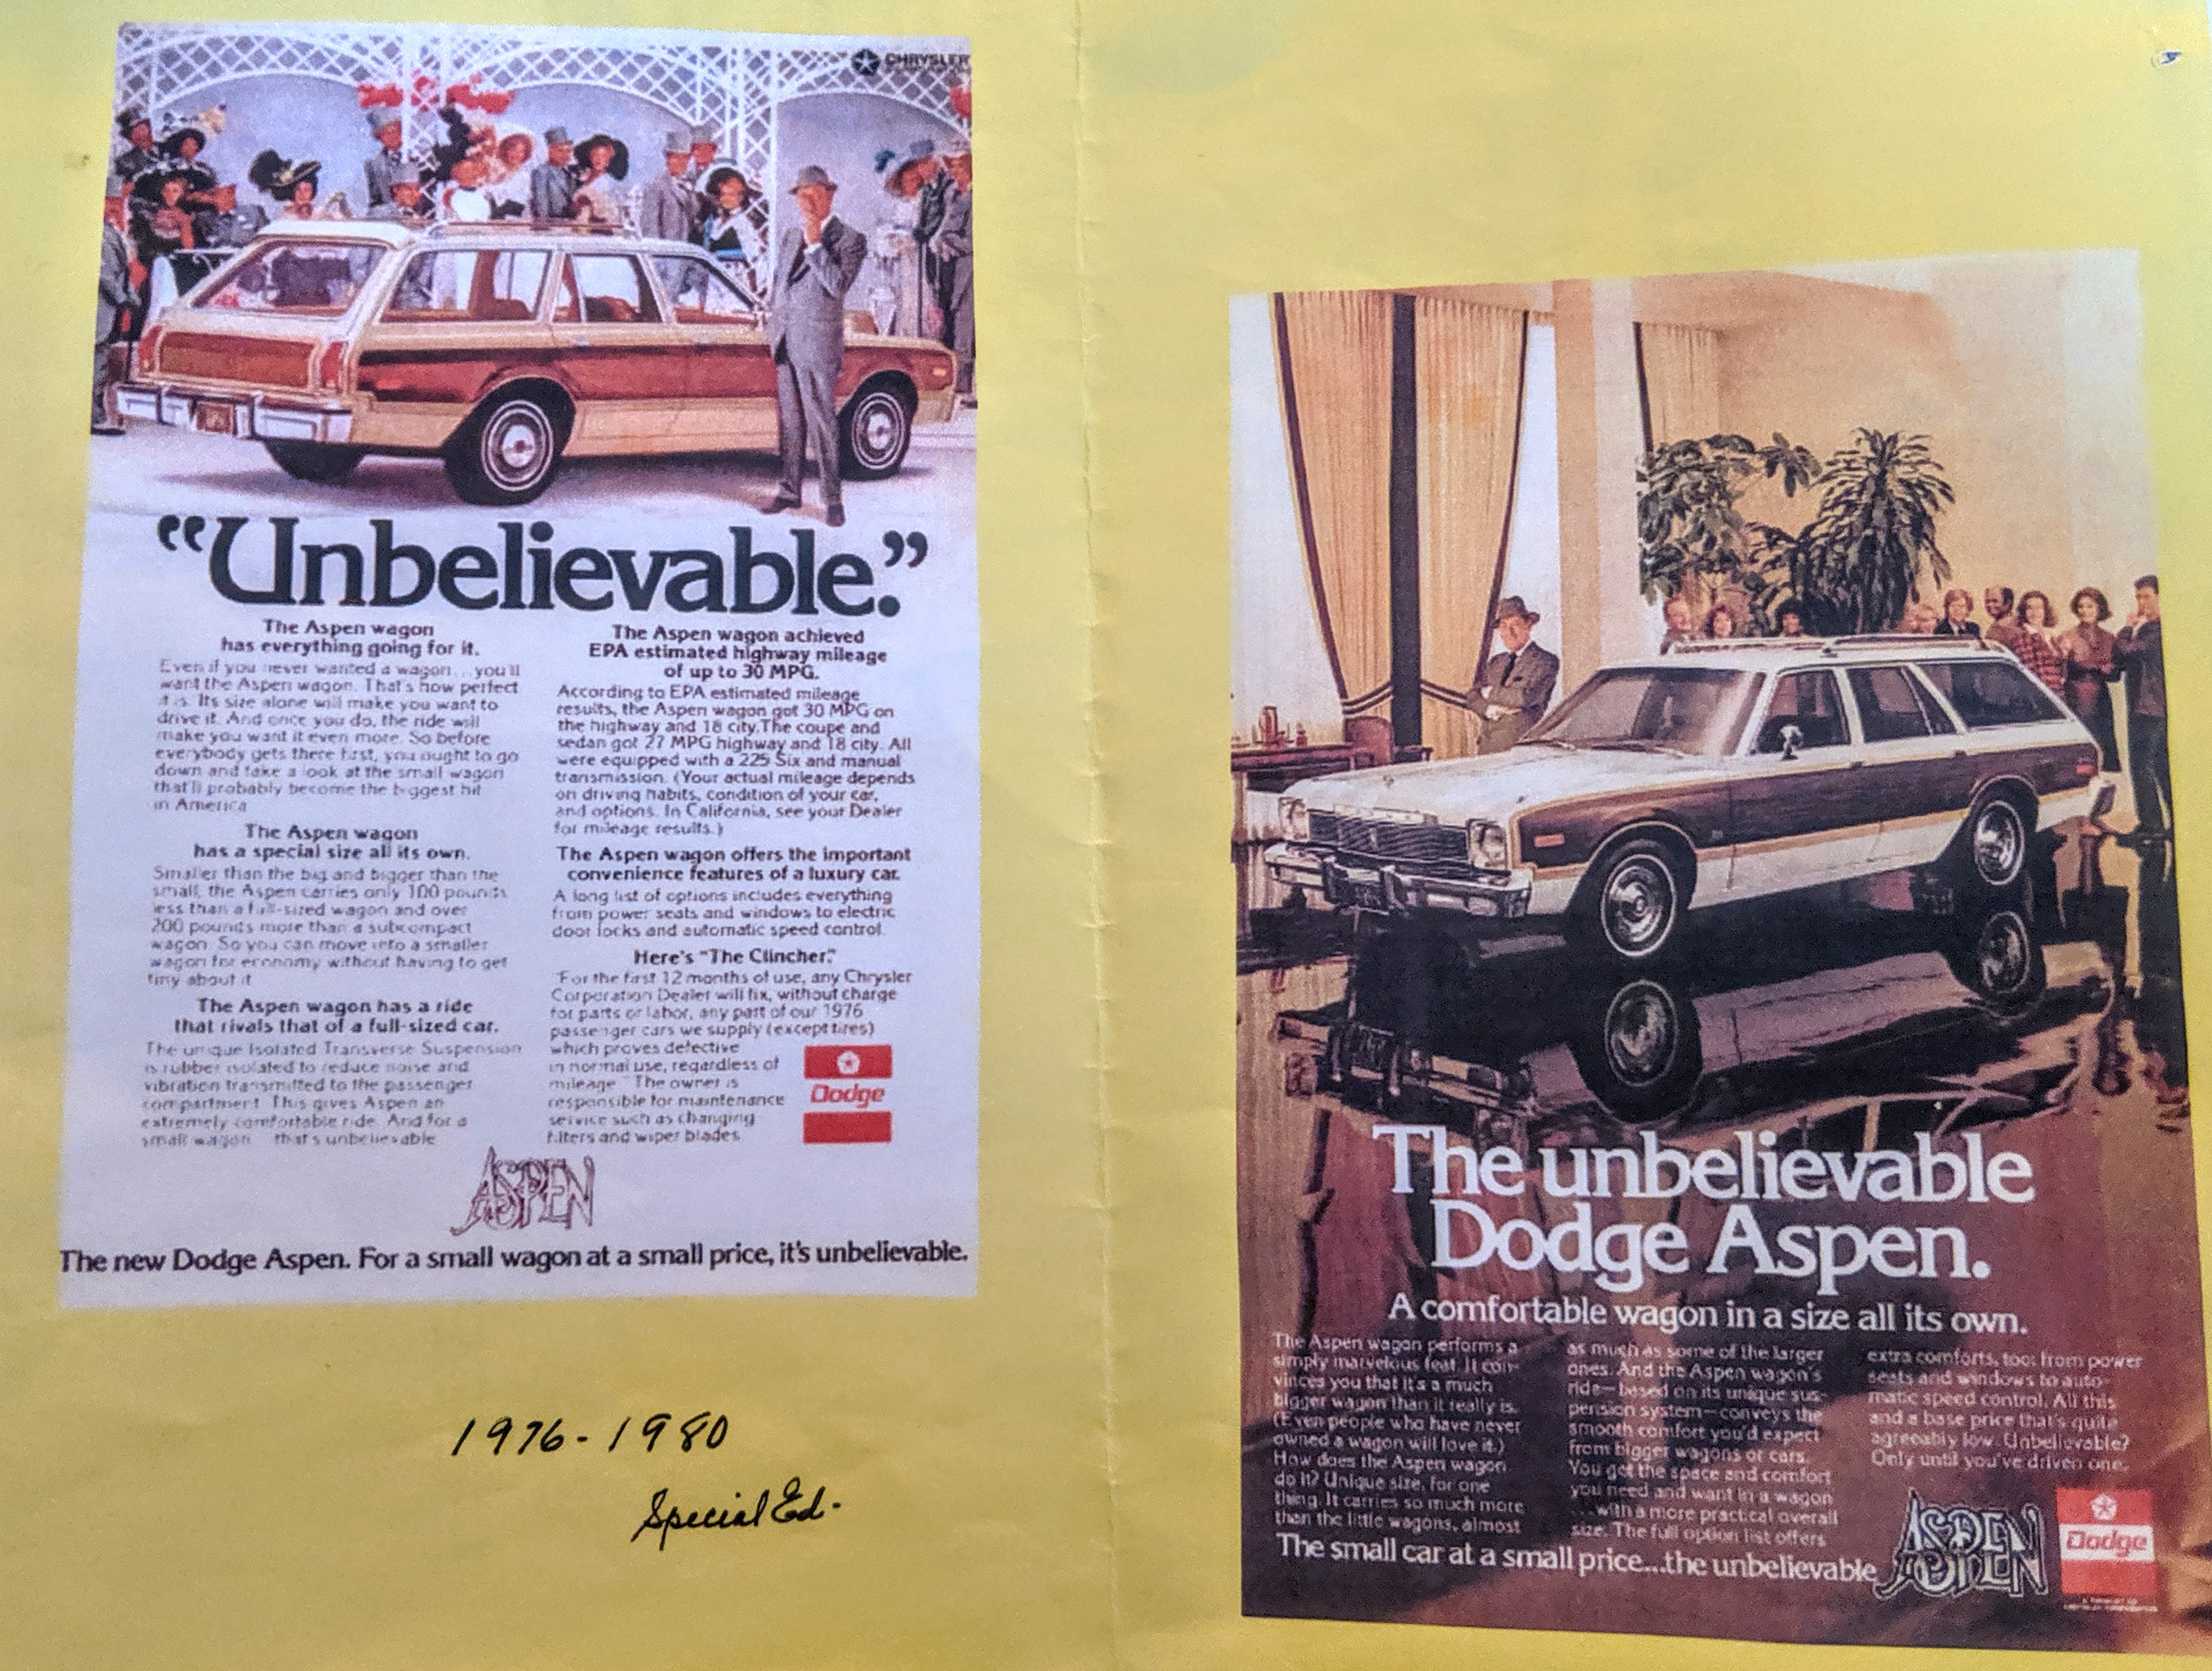 CHRYSLER
“Unbelievable.”
The Aspen wagon
has everything going for it.
Even if you never wanted a wagon...you'll
want the Aspen wagon. That's how perfect
it is. Its size alone will make you want to
drive it. And once you do, the ride will
make you want it even more. So before
everybody gets there first, you ought to go
down and take a look at the small wagon
that'll probably become the biggest hit
in America
The Aspen wagon
has a special size all its own.
Smaller than the big and bigger than the
small, the Aspen carries only 100 pounds
less than a full-sized wagon and over
200 pounds more than a subcompact
wagon. So you can move into a smaller
wagon for economy without having to get
tiny about it
The Aspen wagon has a ride
that rivals that of a full-sized car.
The unique Isolated Transverse Suspension
is rubber isolated to reduce noise and
vibration transmitted to the passenger
compartment. This gives Aspen an
extremely comfortable ride. And for a
small wagon... that's unbelievable
The Aspen wagon achieved
EPA estimated highway mileage
of up to 30 MPG.
According to EPA estimated mileage
results, the Aspen wagon got 30 MPG on
the highway and 18 city. The coupe and
sedan got 27 MPG highway and 18 city. All
were equipped with a 225 Six and manual
transmission. (Your actual mileage depends
on driving habits, condition of your car,
and options. In California, see your Dealer
for mileage results.)
The Aspen wagon offers the important
convenience features of a luxury car.
A long list of options includes everything
from power seats and windows to electric
door locks and automatic speed control.
Here's "The Clincher."
"For the first 12 months of use, any Chrysler
Corporation Dealer will fix, without charge
for parts or labor, any part of our 1976
passenger cars we supply (except tires)
which proves defective
in normal use, regardless of
mileage." The owner is
responsible for maintenance
service such as changing
filters and wiper blades.
Dodge
ASPEN
The new Dodge Aspen. For a small wagon at a small price, it's unbelievable.
1976-1980
Special Ed.
The unbelievable
Dodge Aspen.
A comfortable wagon in a size all its own.
The Aspen wagon performs a
simply marvelous feat. It con-
vinces you that it's a much
bigger wagon than it really is.
(Even people who have never
owned a wagon will love it.)
How does the Aspen wagon
do it? Unique size, for one
thing. It carries so much more
than the little wagons, almost
as much as some of the larger
ones. And the Aspen wagon's
ride—based on its unique sus-
pension system—conveys the
smooth comfort you'd expect
from bigger wagons or cars.
You get the space and comfort
you need and want in a wagon
...with a more practical overall
size. The full option list offers
extra comforts, too: from power
seats and windows to auto-
matic speed control. All this
and a base price that's quite
agreeably low. Unbelievable?
Only until you've driven one.
The small car at a small price...the unbelievable
ASPEN
Dodge